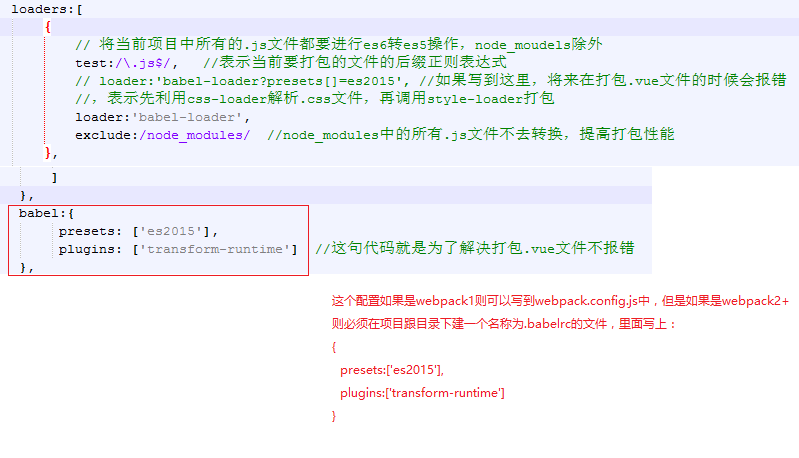 loaders:[
{
// 将当前项目中所有的.js文件都要进行es6转es5操作，node_moudels除外
test:/\.js$/,   //表示当前要打包的文件的后缀正则表达式
// loader:'babel-loader?presets[]=es2015', //如果写到这里，将来在打包.vue文件的时候会报错
//，表示先利用css-loader解析.css文件，再调用style-loader打包
loader:'babel-loader',
exclude:/node_modules/  //node_modules中的所有.js文件不去转换，提高打包性能
},
]
},
babel:{
presets: ['es2015'],
plugins: ['transform-runtime']  //这句代码就是为了解决打包.vue文件不报错
},
这个配置如果是webpack1则可以写到webpack.config.js中，但是如果是webpack2+
则必须在项目跟目录下建一个名称为.babelrc的文件，里面写上：
{
presets:['es2015'],
plugins:['transform-runtime']
}